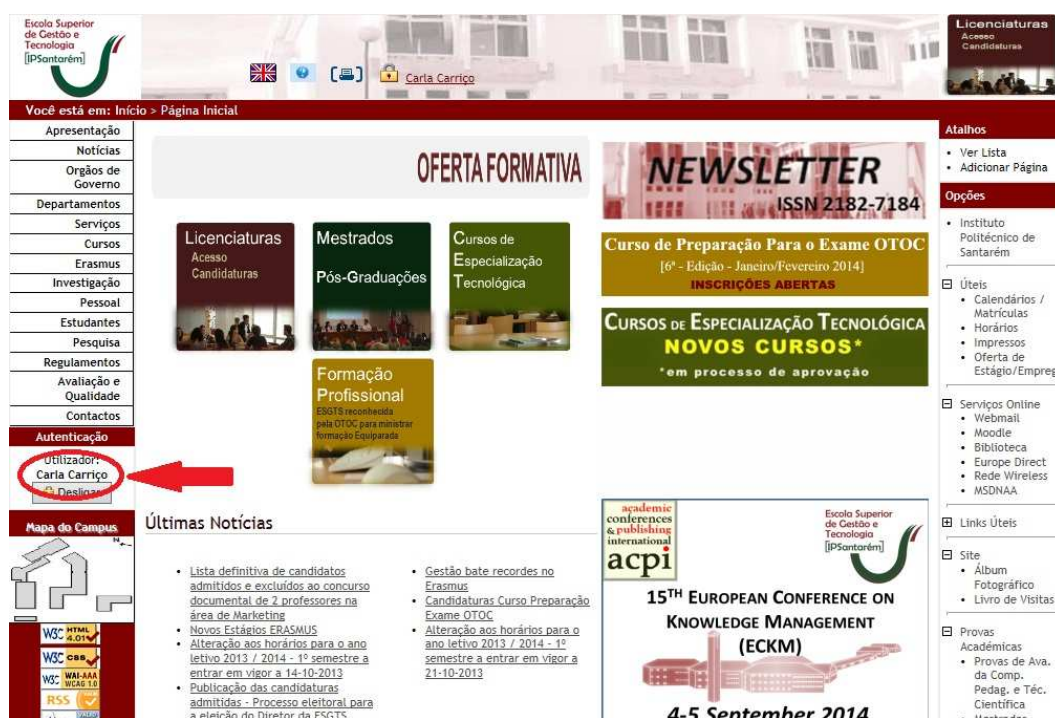 Escola Superior
de Gestão e
Tecnologia
[IPSantarém]
Carla Carriço
Licenciaturas
Acesso
Candidaturas
Você está em: Início > Página Inicial
Apresentação
Notícias
Orgãos de
Governo
Departamentos
Serviços
Cursos
Erasmus
Investigação
Pessoal
Estudantes
Pesquisa
Regulamentos
Avaliação e
Qualidade
Contactos
Autenticação
Utilizador:
Carla Carriço
Desligar
Mapa do Campus
N
W3C HTML 4.01
W3C css
W3C WAI-AAA WCAG 1.0
RSS
OFERTA FORMATIVA
Licenciaturas
Acesso
Candidaturas
Mestrados
Pós-Graduações
Cursos de
Especialização
Tecnológica
Formação
Profissional
ESGTS reconhecida
pela OTOC para ministrar
formação Equiparada
Últimas Notícias
Lista definitiva de candidatos
admitidos e excluídos ao concurso
documental de 2 professores na
área de Marketing
Novos Estágios ERASMUS
Alteração aos horários para o ano
letivo 2013 / 2014 - 1º semestre a
entrar em vigor a 14-10-2013
Publicação das candidaturas
admitidas - Processo eleitoral para
a eleição do Diretor da ESGTS
Gestão bate recordes no
Erasmus
Candidaturas Curso Preparação
Exame OTOC
Alteração aos horários para o
ano letivo 2013 / 2014 - 1º
semestre a entrar em vigor a
21-10-2013
NEWSLETTER
ISSN 2182-7184
Curso de Preparação Para o Exame OTOC
[6ª - Edição - Janeiro/Fevereiro 2014]
INSCRIÇÕES ABERTAS
CURSOS DE ESPECIALIZAÇÃO TECNOLÓGICA
NOVOS CURSOS*
*em processo de aprovação
academic
conferences
& publishing
international
acpi
Escola Superior
de Gestão e
Tecnologia
[IPSantarém]
15TH EUROPEAN CONFERENCE ON
KNOWLEDGE MANAGEMENT
(ECKM)
4-5 September 2014
Atalhos
Ver Lista
Adicionar Página
Opções
Instituto
Politécnico de
Santarém
Úteis
Calendários /
Matrículas
Horários
Impressos
Oferta de
Estágio/Empreg
Serviços Online
Webmail
Moodle
Biblioteca
Europe Direct
Rede Wireless
MSDNAA
Links Úteis
Site
Álbum
Fotográfico
Livro de Visitas
Provas
Académicas
Provas de Ava.
da Comp.
Pedag. e Téc.
Científica
Mestrados